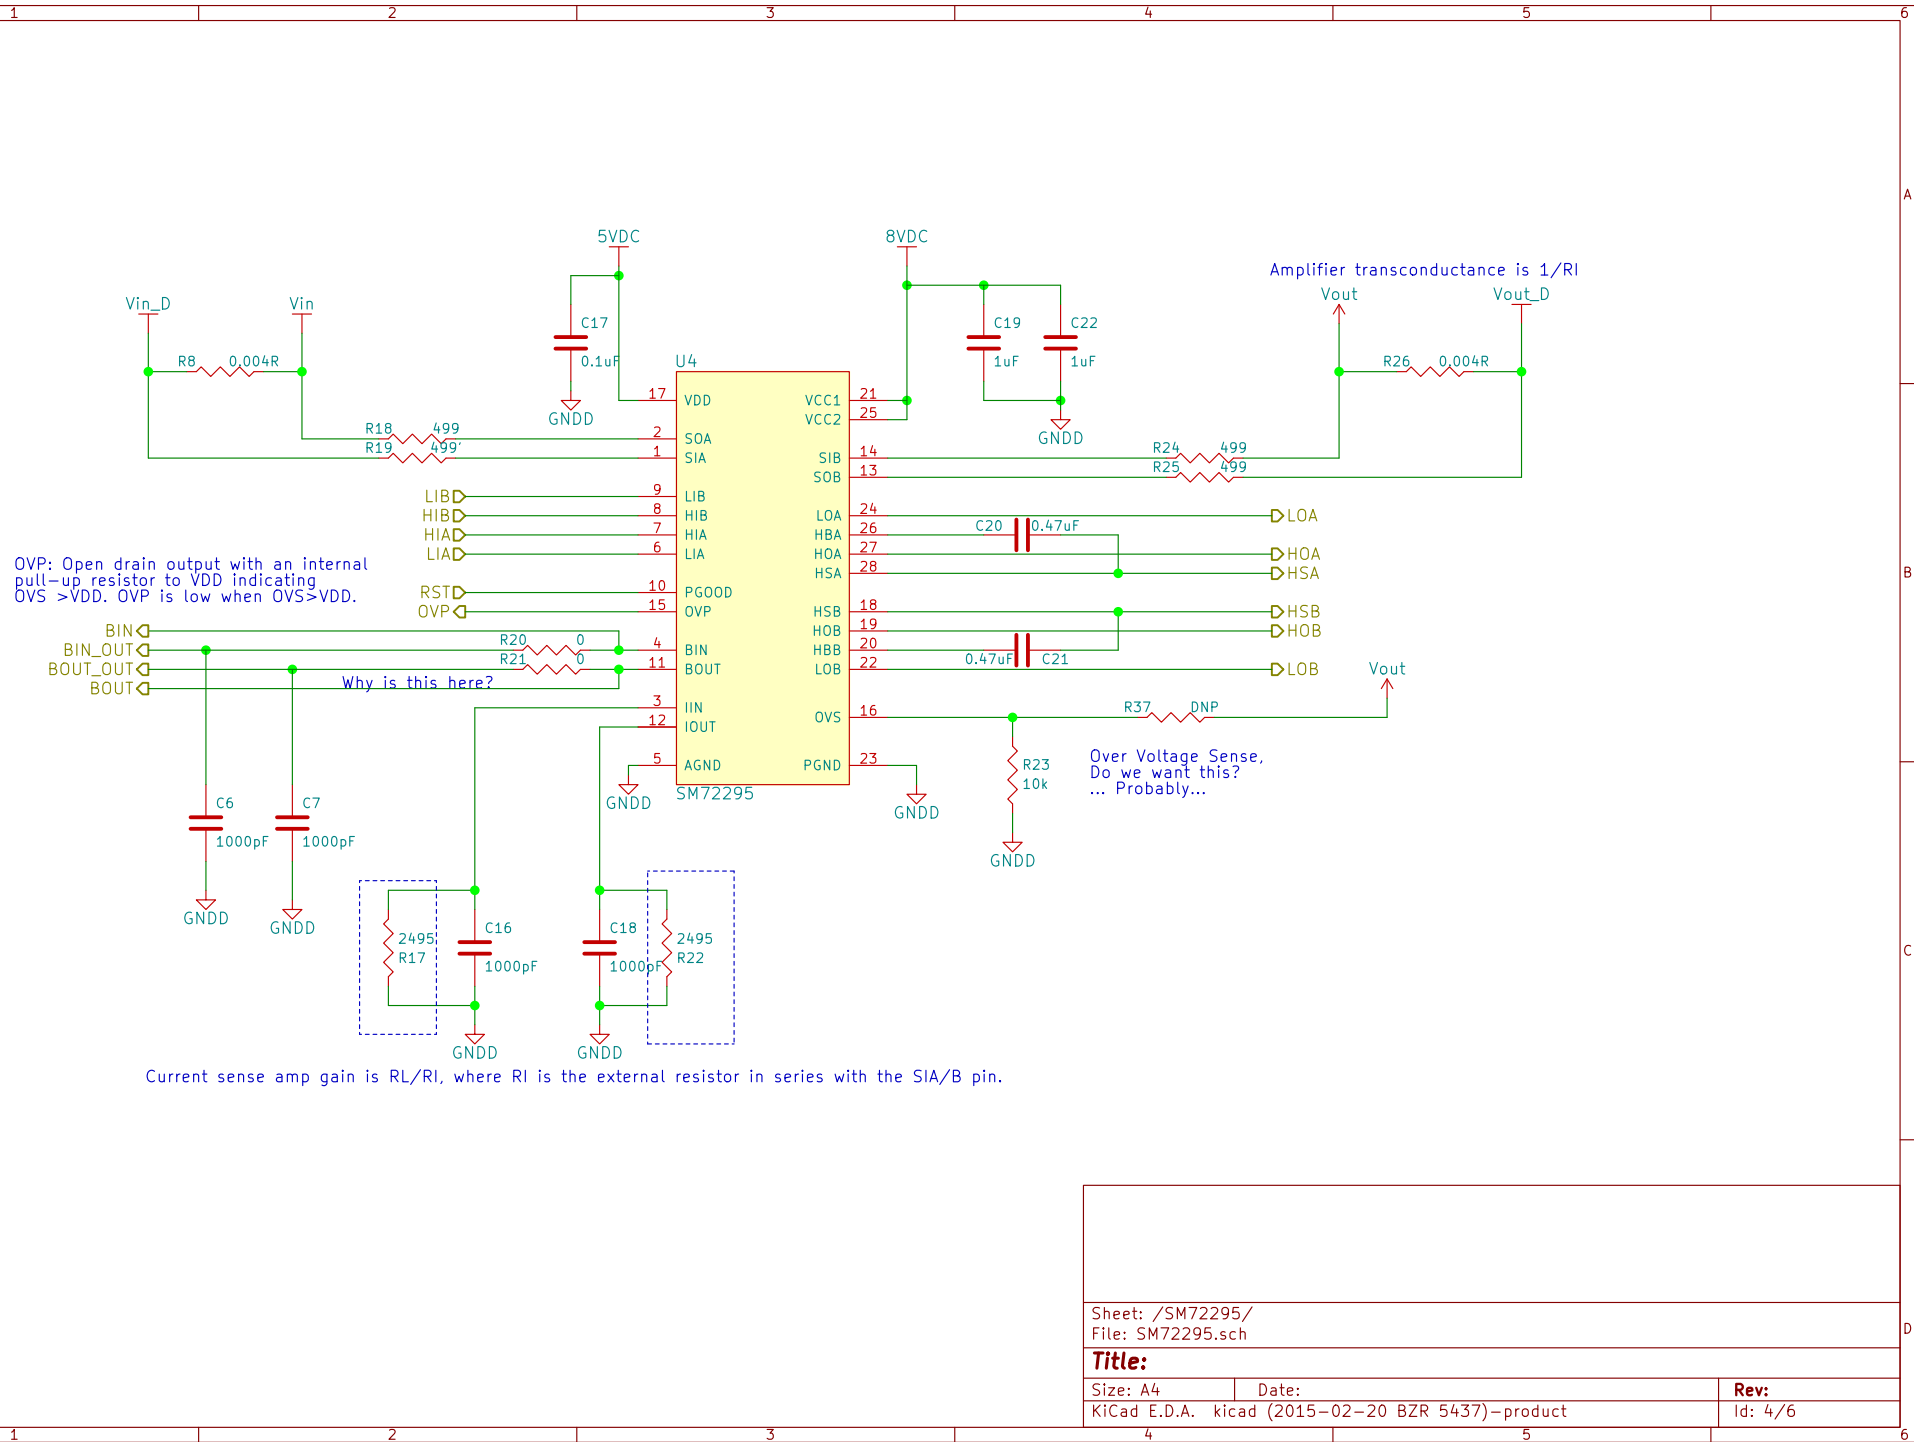 1 2 3 4 5 6
A
5VDC
8VDC
Amplifier transconductance is 1/RI
Vin_D
Vin
Vout
Vout_D
C17
0.1uF
C19
1uF
C22
1uF
R8 0.004R
R26 0.004R
U4
GNDD
GNDD
17 VDD
VCC1 21
VCC2 25
R18 499
2 SOA
R19 499'
1 SIA
SIB 14
R24 499
SOB 13
R25 499
LIB 9 LIB
HIB 8 HIB
HIA 7 HIA
LIA 6 LIA
LOA 24 LOA
HBA 26
C20 0.47uF
HOA 27 HOA
HSA 28 HSA
OVP: Open drain output with an internal
pull-up resistor to VDD indicating
OVS >VDD. OVP is low when OVS>VDD.
B
RST 10 PGOOD
OVP 15 OVP
HSB 18 HSB
HOB 19 HOB
HBB 20
0.47uF C21
LOB 22 LOB
BIN
BIN_OUT R20 0 4 BIN
BOUT_OUT R21 0 11 BOUT
BOUT
Why is this here?
3 IIN
12 IOUT
OVS 16
R37 DNP
Vout
5 AGND
PGND 23
GNDD
GNDD
SM72295
R23
10k
GNDD
Over Voltage Sense,
Do we want this?
... Probably...
C6
1000pF
GNDD
C7
1000pF
GNDD
2495
R17
C16
1000pF
GNDD
C18
1000pF
GNDD
2495
R22
C
Current sense amp gain is RL/RI, where RI is the external resistor in series with the SIA/B pin.
Sheet: /SM72295/
File: SM72295.sch
D
Title:
Size: A4 Date: Rev:
KiCad E.D.A. kicad (2015-02-20 BZR 5437)-product Id: 4/6
1 2 3 4 5 6